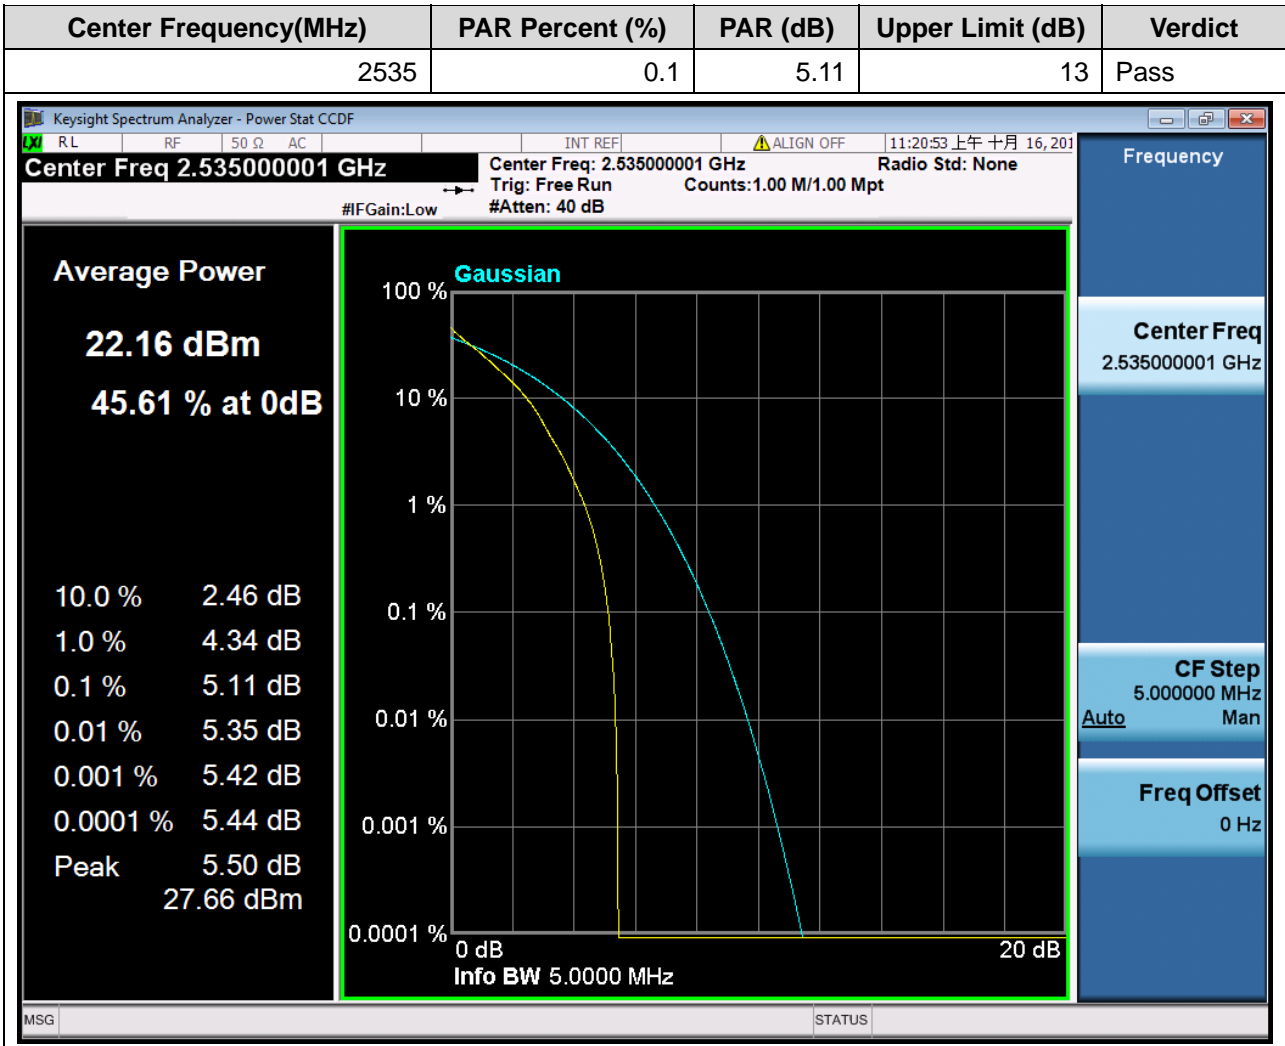 Center Frequency(MHz) PAR Percent (%) PAR (dB) Upper Limit (dB) Verdict
2535 0.1 5.11 13 Pass
Keysight Spectrum Analyzer - Power Stat CCDF
LXI RL RF 50 Ω AC INT REF ALIGN OFF 11:20:53 上午 十月 16, 201
Center Freq 2.535000001 GHz
Center Freq: 2.535000001 GHz Radio Std: None
Trig: Free Run Counts:1.00 M/1.00 Mpt
#IFGain:Low #Atten: 40 dB
Average Power
22.16 dBm
45.61 % at 0dB
10.0 % 2.46 dB
1.0 % 4.34 dB
0.1 % 5.11 dB
0.01 % 5.35 dB
0.001 % 5.42 dB
0.0001 % 5.44 dB
Peak 5.50 dB
27.66 dBm
Gaussian
100 %
10 %
1 %
0.1 %
0.01 %
0.001 %
0.0001 %
0 dB 20 dB
Info BW 5.0000 MHz
Frequency
Center Freq
2.535000001 GHz
CF Step
5.000000 MHz
Auto Man
Freq Offset
0 Hz
MSG STATUS